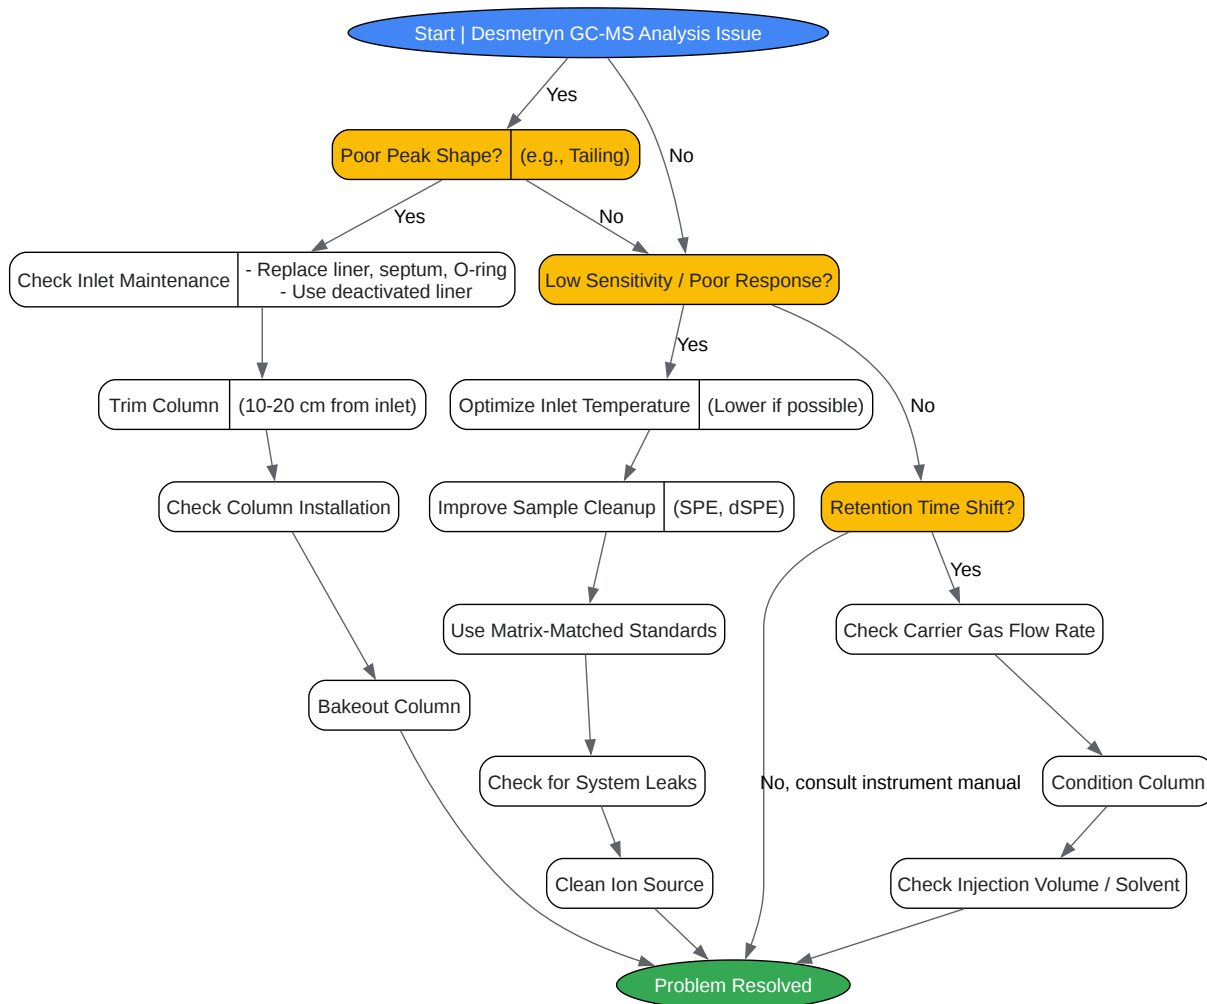 Start | Desmetryn GC-MS Analysis Issue
Yes
No
Poor Peak Shape? (e.g., Tailing)
Yes
No
Check Inlet Maintenance
- Replace liner, septum, O-ring
- Use deactivated liner
Low Sensitivity / Poor Response?
Yes
No
Trim Column (10-20 cm from inlet)
Optimize Inlet Temperature (Lower if possible)
Check Column Installation
Improve Sample Cleanup (SPE, dSPE)
Retention Time Shift?
Yes
Use Matrix-Matched Standards
Check Carrier Gas Flow Rate
Bakeout Column
Check for System Leaks
No, consult instrument manual
Condition Column
Clean Ion Source
Check Injection Volume / Solvent
Problem Resolved